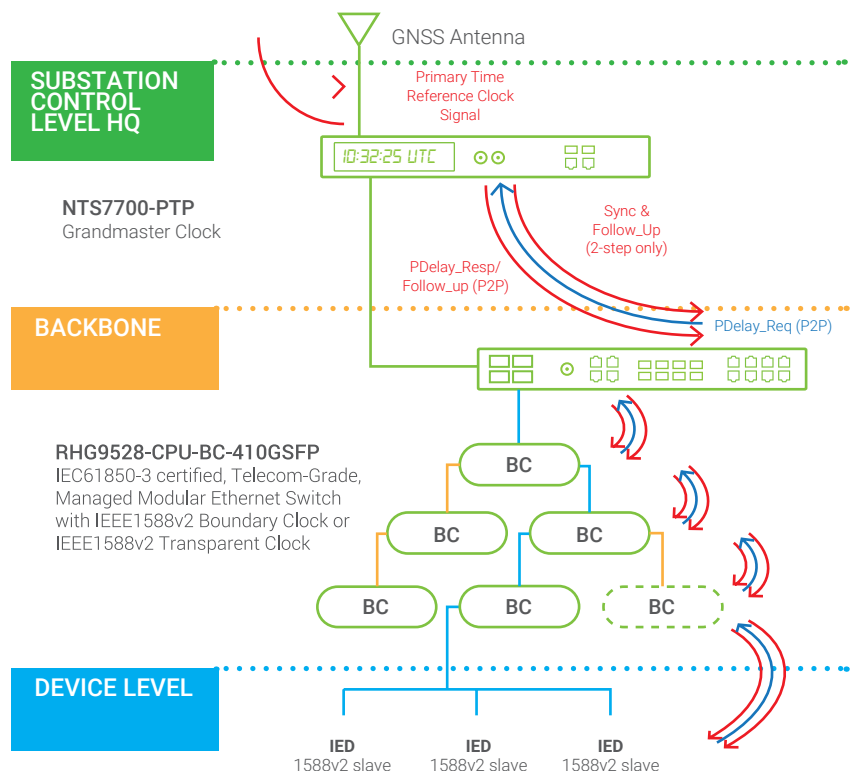 GNSS Antenna
SUBSTATION
CONTROL
LEVEL HQ
Primary Time
Reference Clock
Signal
10:32:25 UTC
NTS7700-PTP
Grandmaster Clock
Sync &
Follow_Up
(2-step only)
PDelay_Resp/
Follow_up (P2P)
BACKBONE
PDelay_Req (P2P)
RHG9528-CPU-BC-410GSFP
IEC61850-3 certified, Telecom-Grade,
Managed Modular Ethernet Switch
with IEEE1588v2 Boundary Clock or
IEEE1588v2 Transparent Clock
BC
BC
BC
BC
BC
BC
DEVICE LEVEL
IED
1588v2 slave
IED
1588v2 slave
IED
1588v2 slave